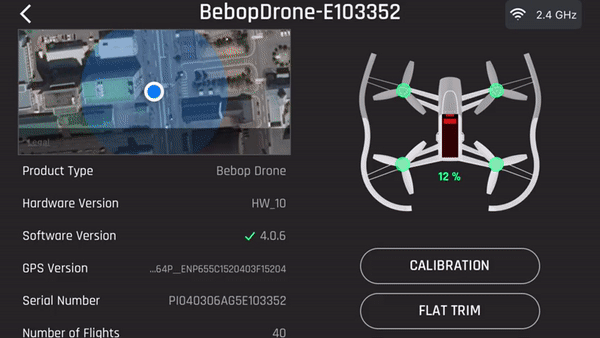 BebopDrone-E103352
2.4 GHz
Legal
Product Type Bebop Drone
Hardware Version HW_10
Software Version 4.0.6
GPS Version ...64P__ENP655C1520403F15204
Serial Number PI040306AG5E103352
Number of Flights 40
12 %
CALIBRATION
FLAT TRIM